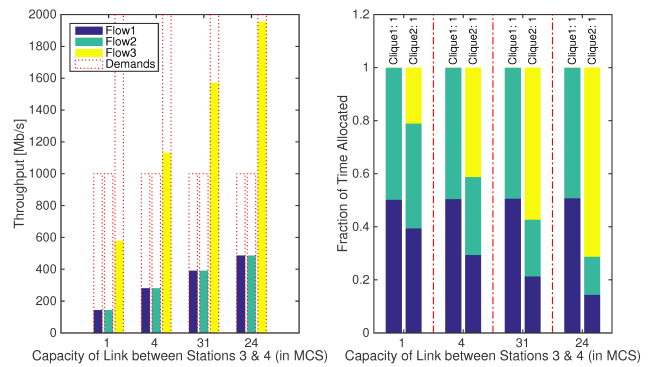 2000
1800
1600
1400
1200
1000
800
600
400
200
0
Throughput [Mb/s]
Flow1
Flow2
Flow3
Demands
1 4 31 24
Capacity of Link between Stations 3 & 4 (in MCS)
1.2
1
0.8
0.6
0.4
0.2
0
Fraction of Time Allocated
Clique1: 1
Clique2: 1
Clique1: 1
Clique2: 1
Clique1: 1
Clique2: 1
Clique1: 1
Clique2: 1
1 4 31 24
Capacity of Link between Stations 3 & 4 (in MCS)